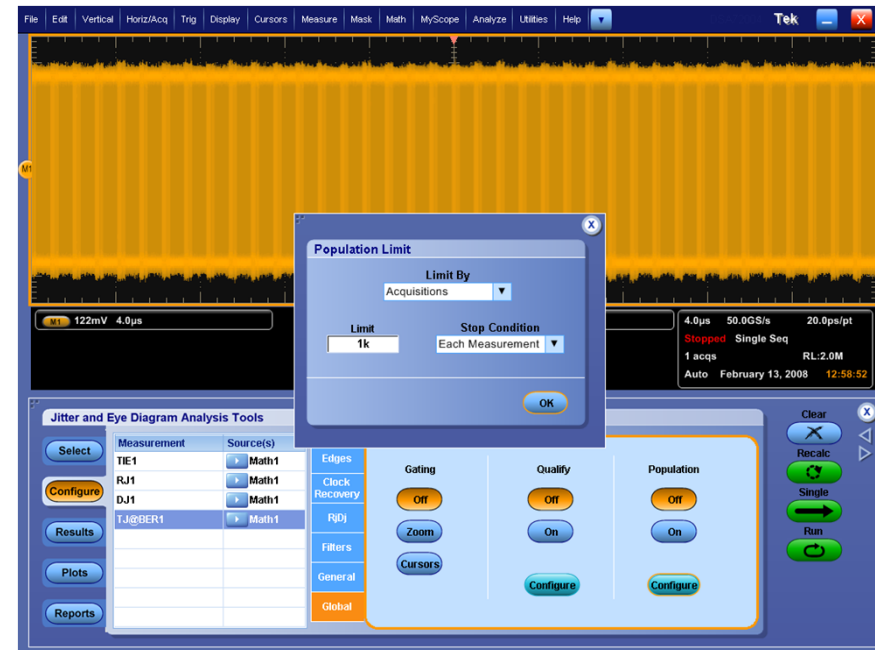 File Edit Vertical Horiz/Acq Trig Display Cursors Measure Mask Math MyScope Analyze Utilities Help Tek X
M1
X
Population Limit
Limit By
Acquisitions
Limit Stop Condition
1k Each Measurement
OK
M1 122mV 4.0µs
4.0µs 50.0GS/s 20.0ps/pt
Stopped Single Seq
1 acqs RL:2.0M
Auto February 13, 2008 12:58:52
Jitter and Eye Diagram Analysis Tools
Select
Configure
Results
Plots
Reports
Measurement Source(s)
TIE1 Math1
RJ1 Math1
DJ1 Math1
TJ@BER1 Math1
Edges
Clock
Recovery
RjDj
Filters
General
Global
Gating
Off
Zoom
Cursors
Qualify
Off
On
Configure
Population
Off
On
Configure
Clear
X
Recalc
Single
Run